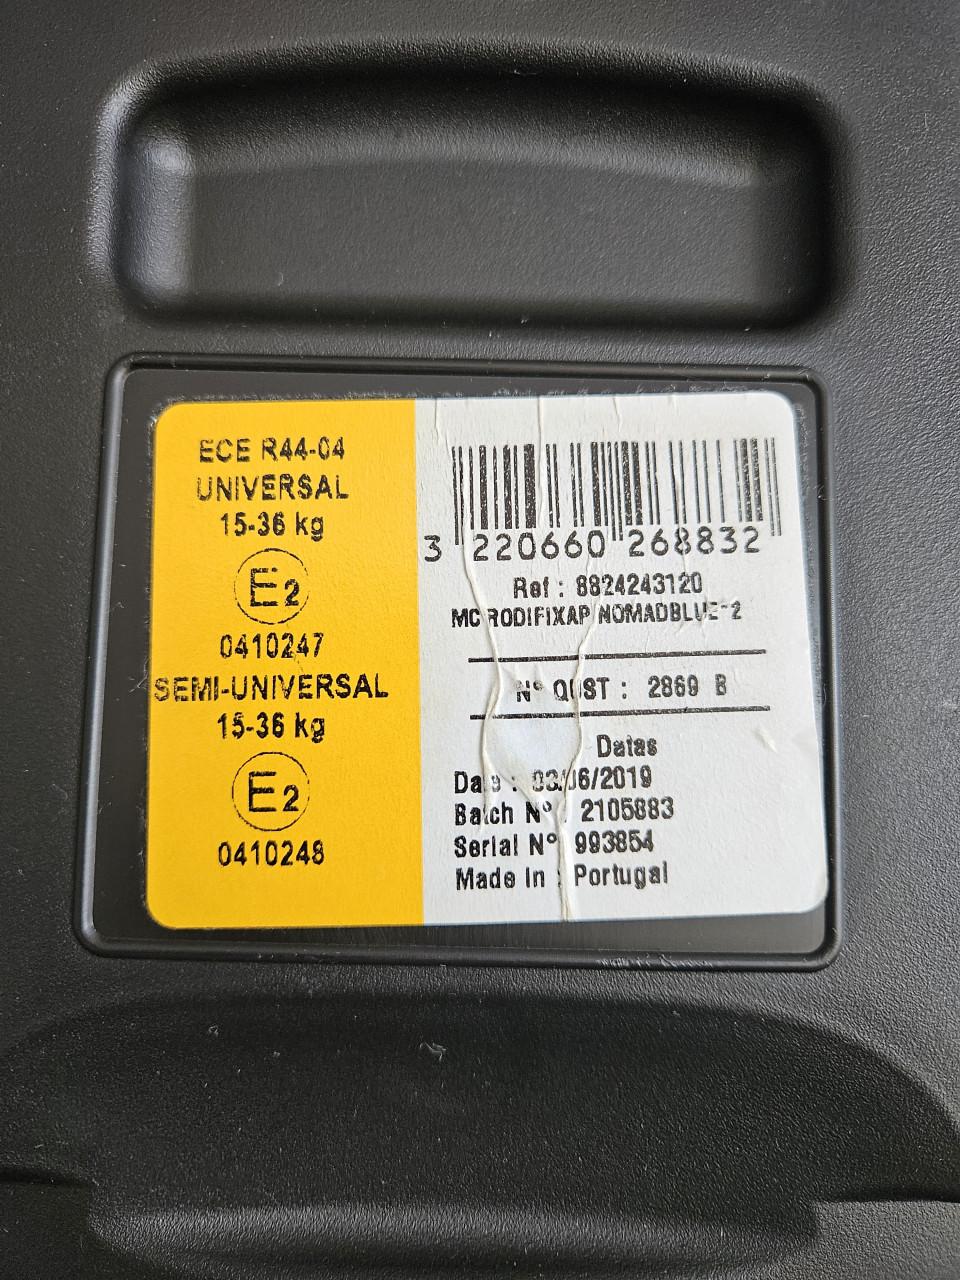 ECE R44-04
UNIVERSAL
15-36 kg
E2
0410247
SEMI-UNIVERSAL
15-36 kg
E2
0410248
3 220660 268832
Ref : 8824243120
MC RODIFIXAP NOMADBLUE-2
N° QUST : 2869 B
Datas
Date : 03/06/2019
Batch N° : 2105883
Serial N° 993854
Made in : Portugal